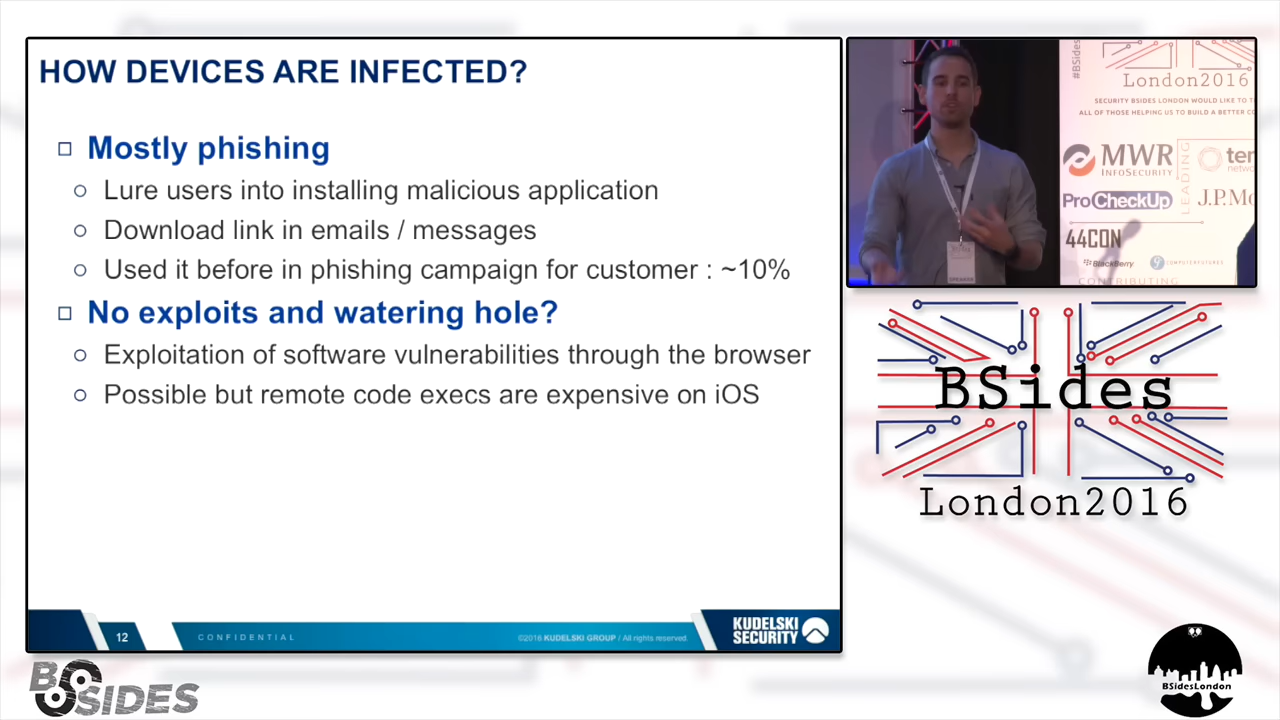 HOW DEVICES ARE INFECTED?
Mostly phishing
Lure users into installing malicious application
Download link in emails / messages
Used it before in phishing campaign for customer : ~10%
No exploits and watering hole?
Exploitation of software vulnerabilities through the browser
Possible but remote code execs are expensive on iOS
12
CONFIDENTIAL
©2016 KUDELSKI GROUP / All rights reserved.
KUDELSKI
SECURITY
#BSides
London2016
SECURITY BSIDES LONDON WOULD LIKE TO
ALL OF THOSE HELPING US TO BUILD A BETTER
MWR
INFOSECURITY
LEADING
ProCheckUp
44CON
BlackBerry
COMPUTERFUTURES
CONTRIBUTING
BSides
London2016
BSIDES
BSidesLondon